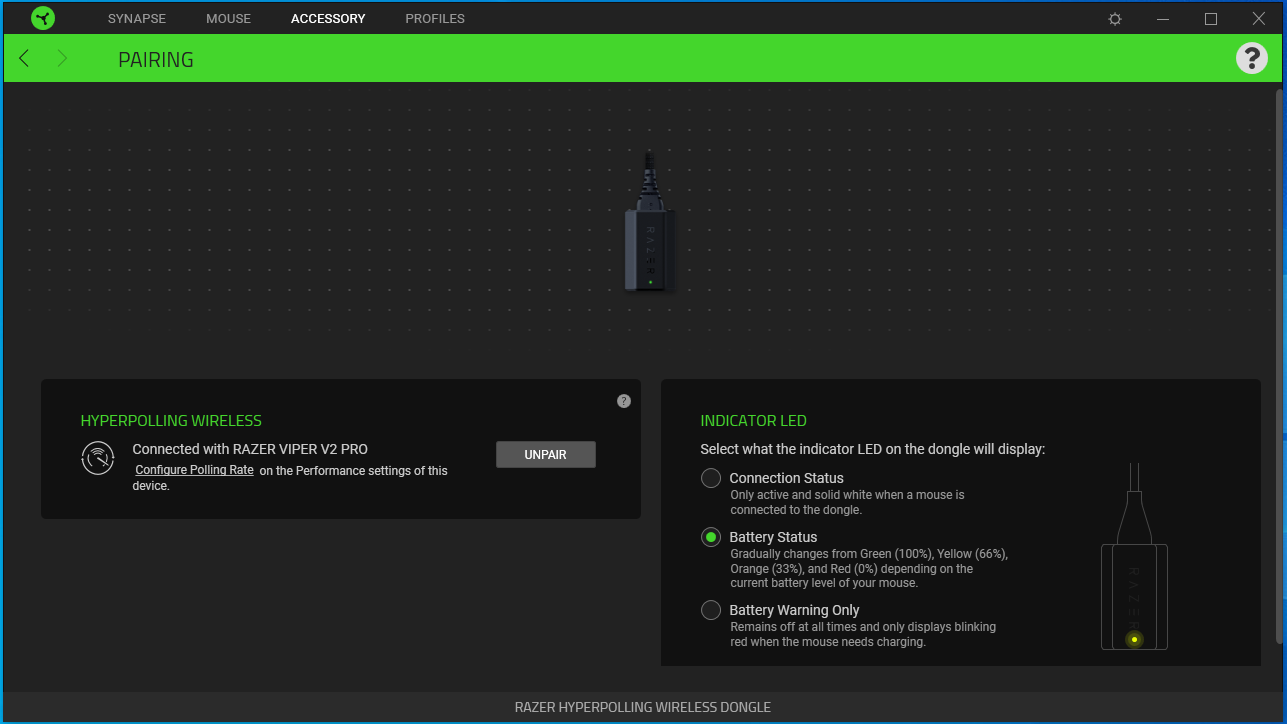 SYNAPSE MOUSE ACCESSORY PROFILES
PAIRING
?
RAZER
?
HYPERPOLLING WIRELESS
Connected with RAZER VIPER V2 PRO
Configure Polling Rate on the Performance settings of this
device.
UNPAIR
INDICATOR LED
Select what the indicator LED on the dongle will display:
Connection Status
Only active and solid white when a mouse is
connected to the dongle.
Battery Status
Gradually changes from Green (100%), Yellow (66%),
Orange (33%), and Red (0%) depending on the
current battery level of your mouse.
Battery Warning Only
Remains off at all times and only displays blinking
red when the mouse needs charging.
RAZER
RAZER HYPERPOLLING WIRELESS DONGLE